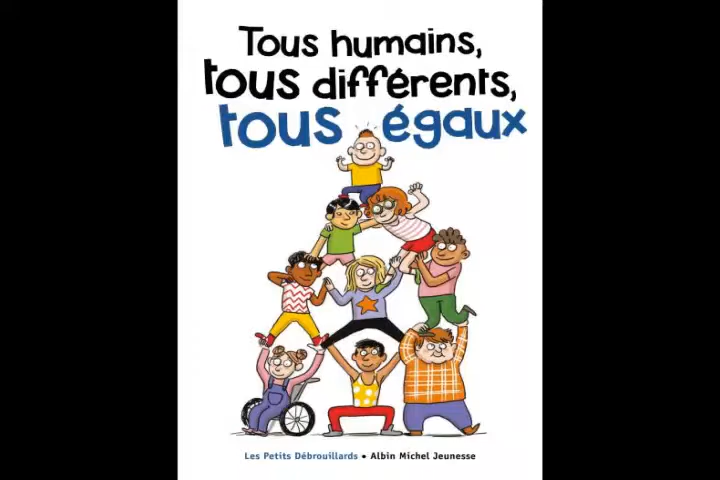 Tous humains,
tous différents,
tous égaux
Les Petits Débrouillards • Albin Michel Jeunesse